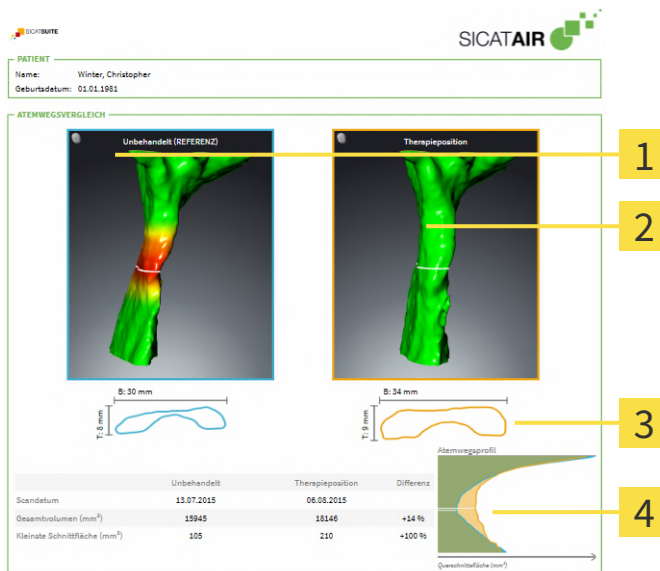 SICATSUITE
SICATAIR
PATIENT
Name: Winter, Christopher
Geburtsdatum: 01.01.1981
ATEMWEGSVERGLEICH
Unbehandelt (REFERENZ)
Therapieposition
1
2
B: 30 mm
T: 8 mm
B: 34 mm
T: 9 mm
3
Atemwegsprofil
Unbehandelt Therapieposition Differenz
Scandatum 13.07.2015 06.08.2015
Gesamtvolumen (mm³) 15945 18146 +14 %
Kleinste Schnittfläche (mm²) 105 210 +100 %
4
Querschnittsfläche (mm²)